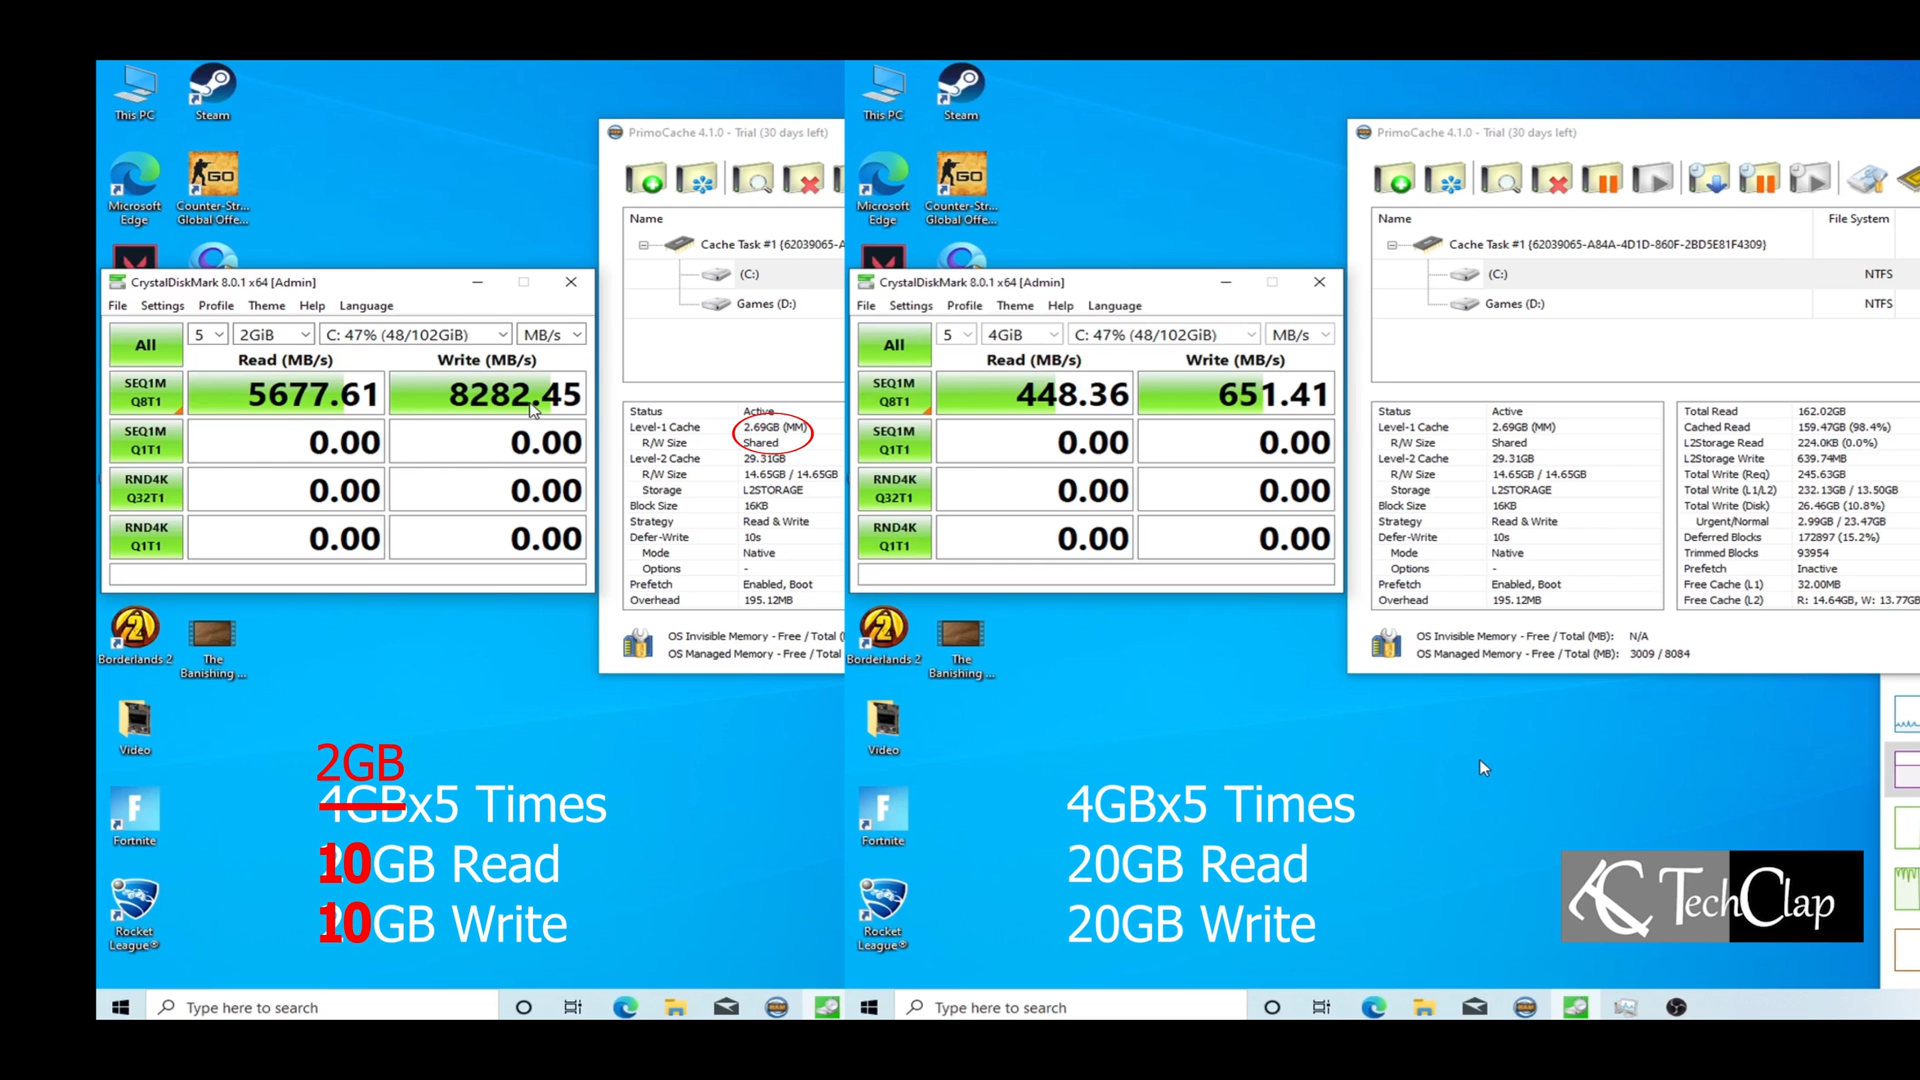 This PC
Steam
Microsoft
Edge
Counter-Str...
Global Offe...
PrimoCache 4.1.0 - Trial (30 days left)
Name
Cache Task #1 {62039065-A
(C:)
Games (D:)
CrystalDiskMark 8.0.1 x64 [Admin]
File Settings Profile Theme Help Language
All
5
2GiB
C: 47% (48/102GiB)
MB/s
Read (MB/s)
Write (MB/s)
SEQ1M
Q8T1
5677.61
8282.45
SEQ1M
Q1T1
0.00
0.00
RND4K
Q32T1
0.00
0.00
RND4K
Q1T1
0.00
0.00
Status Active
Level-1 Cache 2.69GB (MM)
R/W Size Shared
Level-2 Cache 29.31GB
R/W Size 14.65GB / 14.65GB
Storage L2STORAGE
Block Size 16KB
Strategy Read & Write
Defer-Write 10s
Mode Native
Options -
Prefetch Enabled, Boot
Overhead 195.12MB
OS Invisible Memory - Free / Total (
OS Managed Memory - Free / Total
Borderlands 2
The
Banishing ...
Video
Fortnite
Rocket
League®
2GB
4GBx5 Times
10GB Read
10GB Write
Type here to search
This PC
Steam
Microsoft
Edge
Counter-Str...
Global Offe...
PrimoCache 4.1.0 - Trial (30 days left)
Name
File System
Cache Task #1 {62039065-A84A-4D1D-860F-2BD5E81F4309}
(C:)
NTFS
Games (D:)
NTFS
CrystalDiskMark 8.0.1 x64 [Admin]
File Settings Profile Theme Help Language
All
5
4GiB
C: 47% (48/102GiB)
MB/s
Read (MB/s)
Write (MB/s)
SEQ1M
Q8T1
448.36
651.41
SEQ1M
Q1T1
0.00
0.00
RND4K
Q32T1
0.00
0.00
RND4K
Q1T1
0.00
0.00
Status Active
Level-1 Cache 2.69GB (MM)
R/W Size Shared
Level-2 Cache 29.31GB
R/W Size 14.65GB / 14.65GB
Storage L2STORAGE
Block Size 16KB
Strategy Read & Write
Defer-Write 10s
Mode Native
Options -
Prefetch Enabled, Boot
Overhead 195.12MB
Total Read 162.02GB
Cached Read 159.47GB (98.4%)
L2Storage Read 224.0KB (0.0%)
L2Storage Write 639.74MB
Total Write (Req) 245.63GB
Total Write (L1/L2) 232.13GB / 13.50GB
Total Write (Disk) 26.46GB (10.8%)
Urgent/Normal 2.99GB / 23.47GB
Deferred Blocks 172897 (15.2%)
Trimmed Blocks 93954
Prefetch Inactive
Free Cache (L1) 32.00MB
Free Cache (L2) R: 14.64GB, W: 13.77GB
OS Invisible Memory - Free / Total (MB): N/A
OS Managed Memory - Free / Total (MB): 3009 / 8084
Borderlands 2
The
Banishing ...
Video
Fortnite
Rocket
League®
4GBx5 Times
20GB Read
20GB Write
TechClap
Type here to search